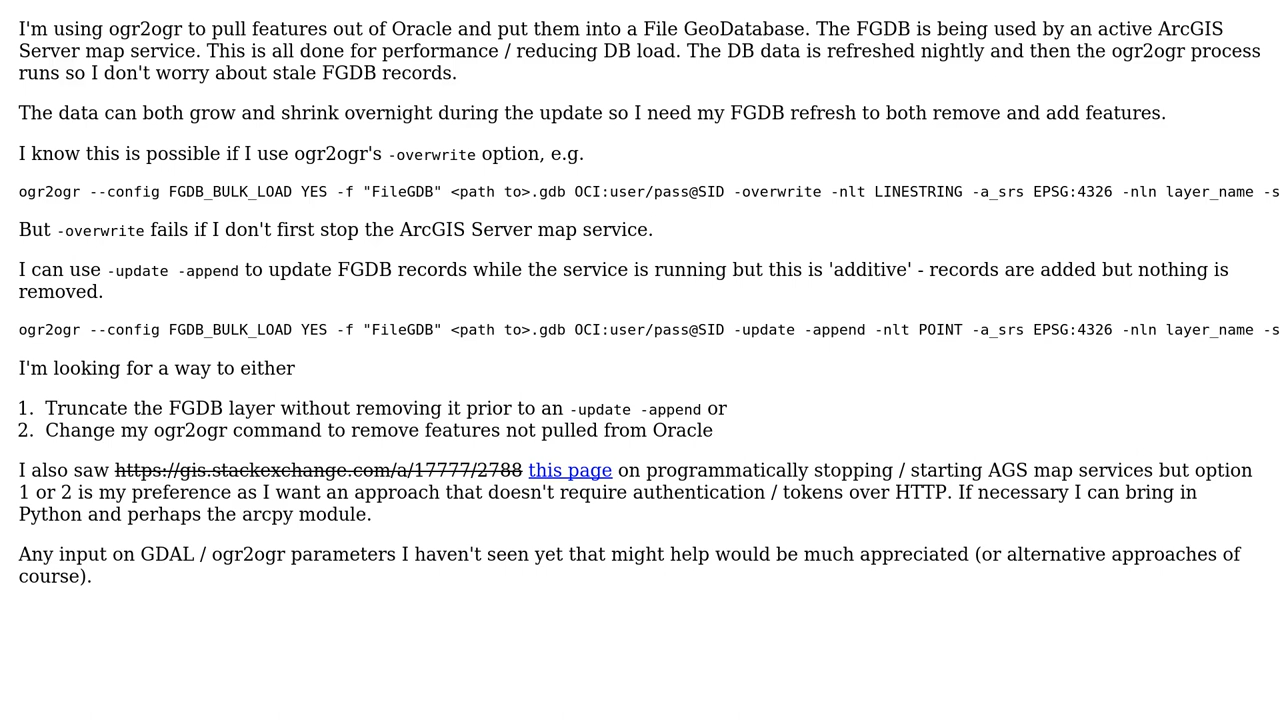 I'm using ogr2ogr to pull features out of Oracle and put them into a File GeoDatabase. The FGDB is being used by an active ArcGIS
Server map service. This is all done for performance / reducing DB load. The DB data is refreshed nightly and then the ogr2ogr process
runs so I don't worry about stale FGDB records.
The data can both grow and shrink overnight during the update so I need my FGDB refresh to both remove and add features.
I know this is possible if I use ogr2ogr's -overwrite option, e.g.
ogr2ogr --config FGDB_BULK_LOAD YES -f "FileGDB" <path to>.gdb OCI:user/pass@SID -overwrite -nlt LINESTRING -a_srs EPSG:4326 -nln layer_name -s
But -overwrite fails if I don't first stop the ArcGIS Server map service.
I can use -update -append to update FGDB records while the service is running but this is 'additive' - records are added but nothing is
removed.
ogr2ogr --config FGDB_BULK_LOAD YES -f "FileGDB" <path to>.gdb OCI:user/pass@SID -update -append -nlt POINT -a_srs EPSG:4326 -nln layer_name -s
I'm looking for a way to either
1. Truncate the FGDB layer without removing it prior to an -update -append or
2. Change my ogr2ogr command to remove features not pulled from Oracle
I also saw https://gis.stackexchange.com/a/17777/2788 this page on programmatically stopping / starting AGS map services but option
1 or 2 is my preference as I want an approach that doesn't require authentication / tokens over HTTP. If necessary I can bring in
Python and perhaps the arcpy module.
Any input on GDAL / ogr2ogr parameters I haven't seen yet that might help would be much appreciated (or alternative approaches of
course).